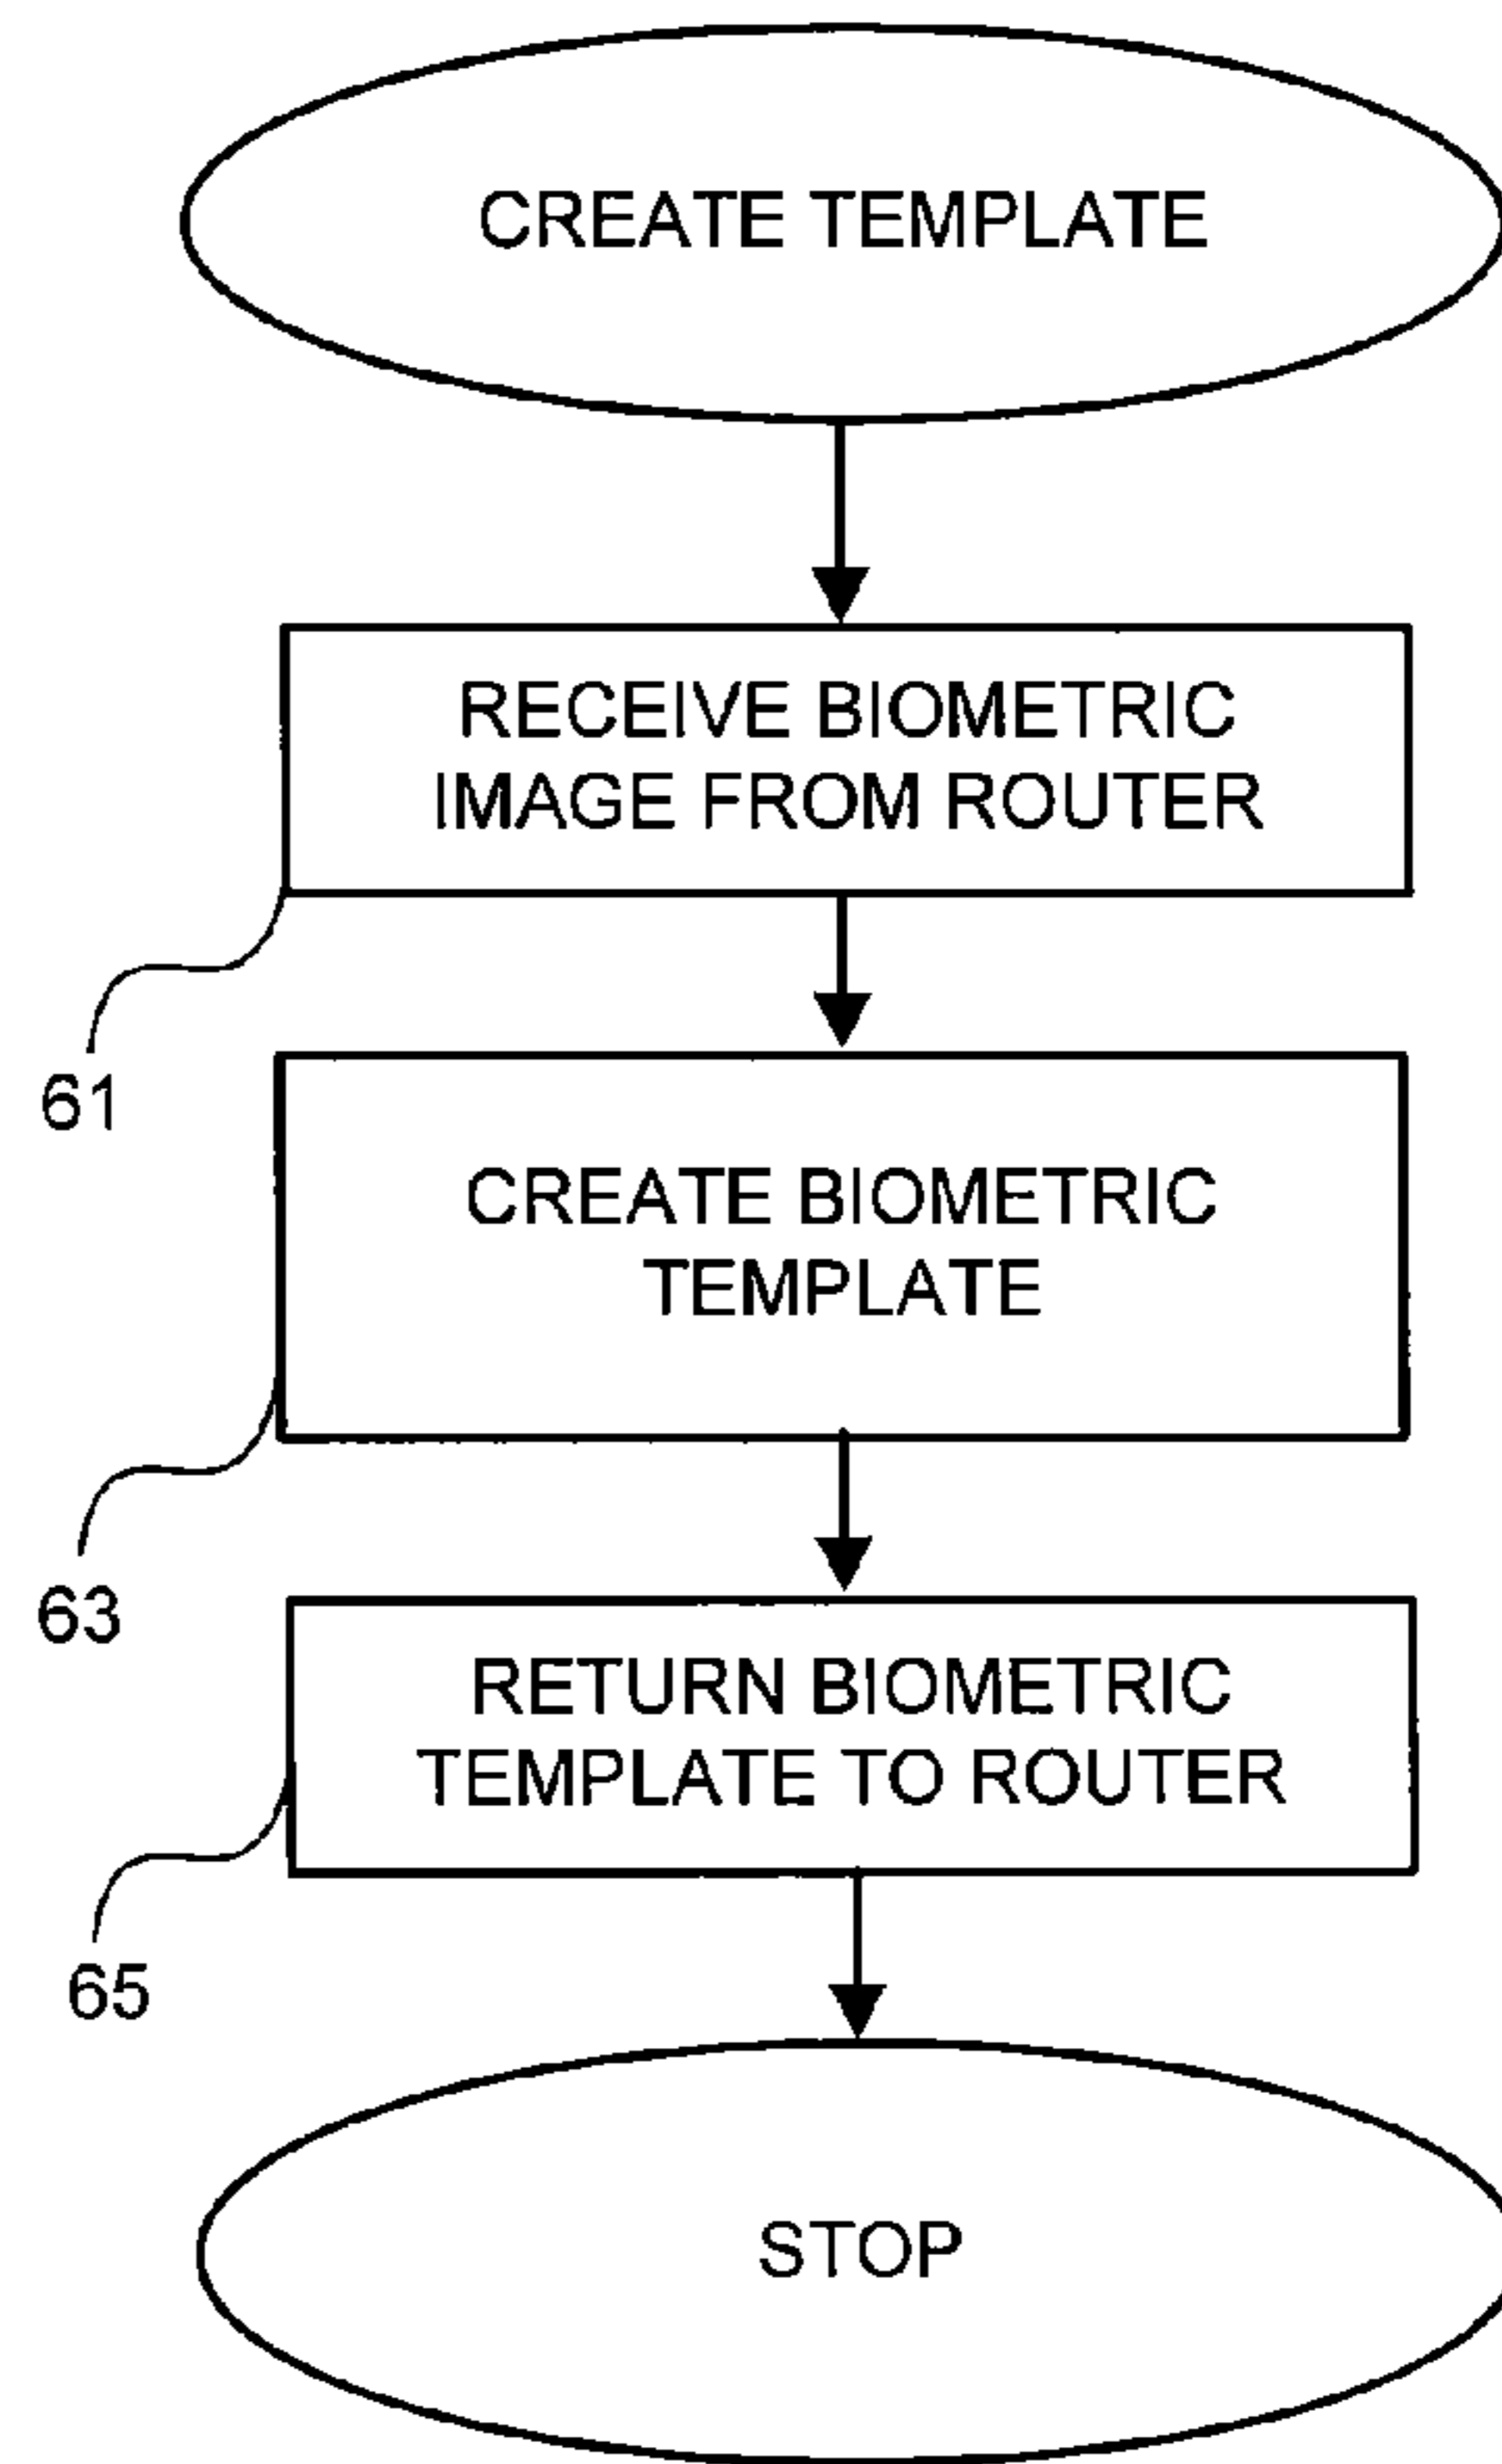 CREATE TEMPLATE
RECEIVE BIOMETRIC
IMAGE FROM ROUTER
61
CREATE BIOMETRIC
TEMPLATE
63
RETURN BIOMETRIC
TEMPLATE TO ROUTER
65
STOP